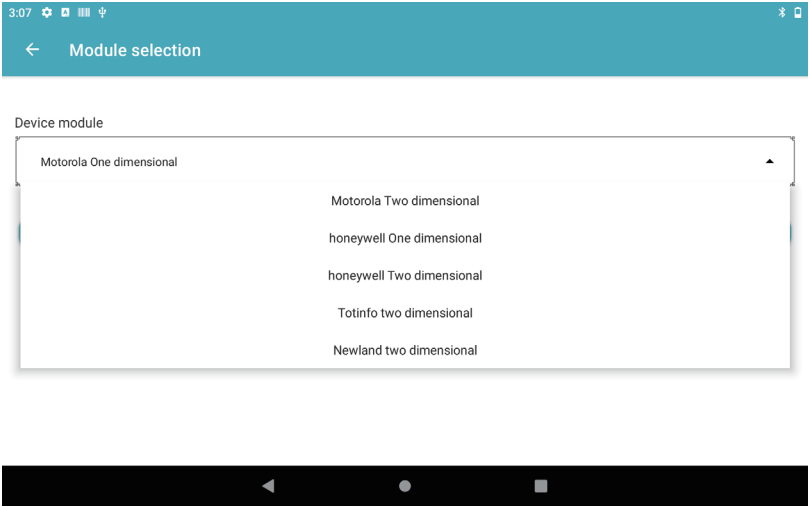 3:07
Module selection
Device module
Motorola One dimensional
Motorola Two dimensional
honeywell One dimensional
honeywell Two dimensional
Totinfo two dimensional
Newland two dimensional